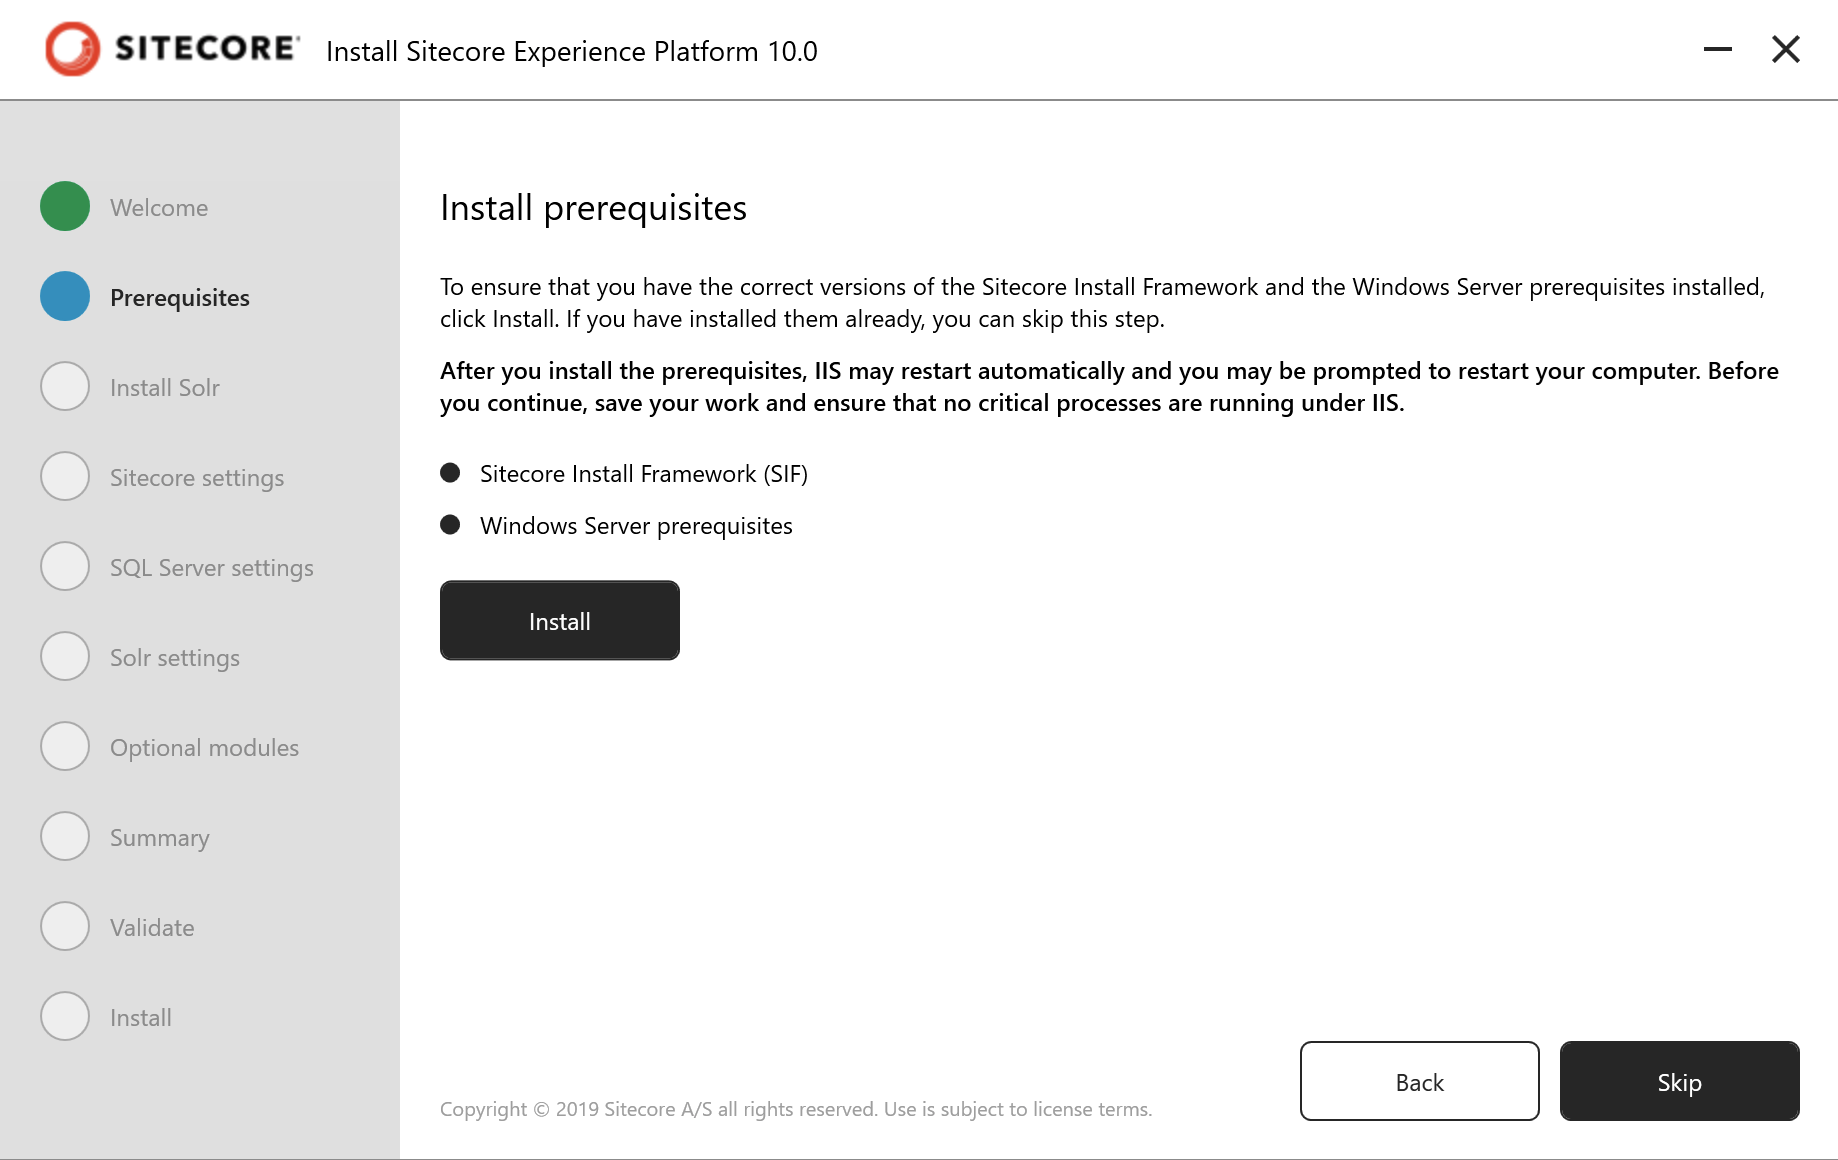 SITECORE
Install Sitecore Experience Platform 10.0
Welcome
Prerequisites
Install Solr
Sitecore settings
SQL Server settings
Solr settings
Optional modules
Summary
Validate
Install
Install prerequisites
To ensure that you have the correct versions of the Sitecore Install Framework and the Windows Server prerequisites installed,
click Install. If you have installed them already, you can skip this step.
After you install the prerequisites, IIS may restart automatically and you may be prompted to restart your computer. Before
you continue, save your work and ensure that no critical processes are running under IIS.
Sitecore Install Framework (SIF)
Windows Server prerequisites
Install
Back
Skip
Copyright © 2019 Sitecore A/S all rights reserved. Use is subject to license terms.